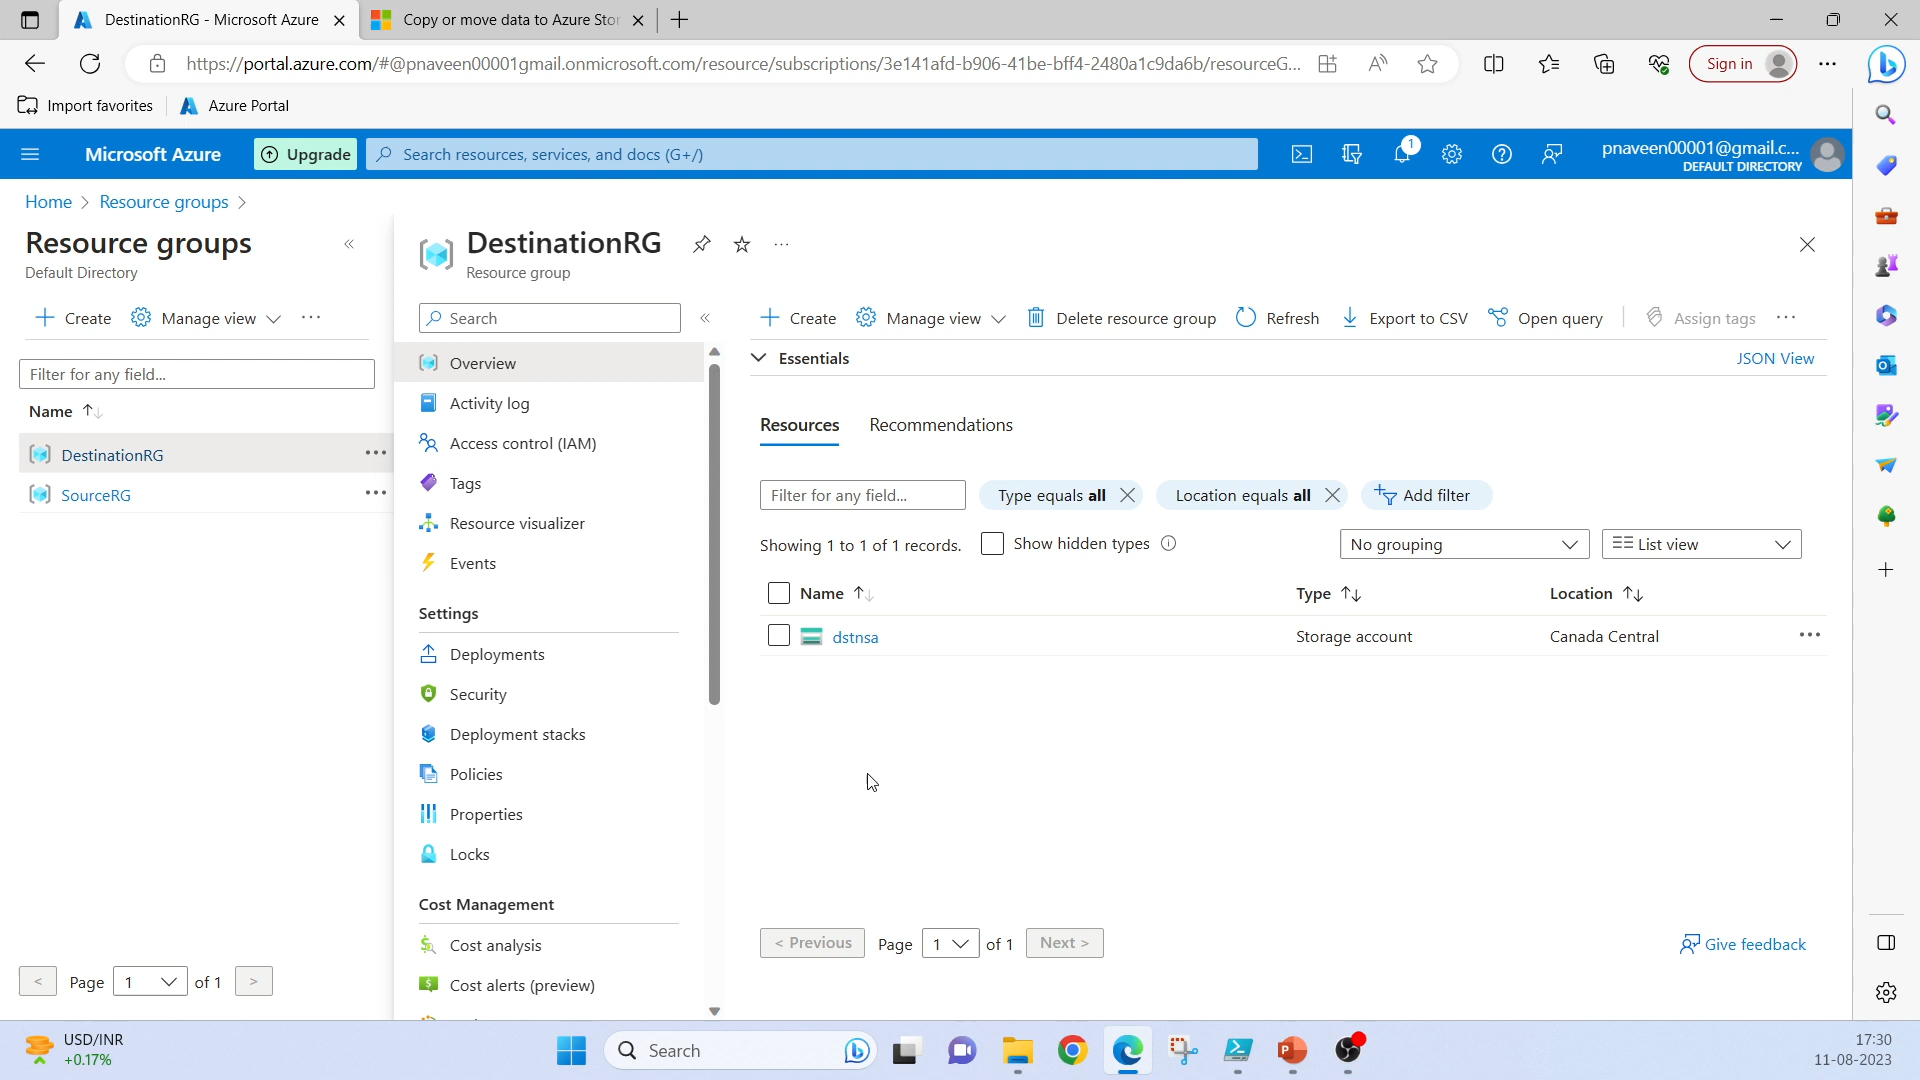 DestinationRG - Microsoft Azure
Copy or move data to Azure Stor
https://portal.azure.com/#@pnaveen00001gmail.onmicrosoft.com/resource/subscriptions/3e141afd-b906-41be-bff4-2480a1c9da6b/resourceG...
Sign in
Import favorites
Azure Portal
Microsoft Azure
Upgrade
Search resources, services, and docs (G+/)
1
pnaveen00001@gmail.c...
DEFAULT DIRECTORY
Home > Resource groups >
Resource groups
Default Directory
+ Create
Manage view
...
Filter for any field...
Name
DestinationRG
...
SourceRG
...
< Page 1 of 1 >
DestinationRG
...
Resource group
Search
Overview
Activity log
Access control (IAM)
Tags
Resource visualizer
Events
Settings
Deployments
Security
Deployment stacks
Policies
Properties
Locks
Cost Management
Cost analysis
Cost alerts (preview)
+ Create
Manage view
Delete resource group
Refresh
Export to CSV
Open query
Assign tags
...
Essentials
JSON View
Resources
Recommendations
Filter for any field...
Type equals all
Location equals all
Add filter
Showing 1 to 1 of 1 records.
Show hidden types
No grouping
List view
Name
Type
Location
dstnsa
Storage account
Canada Central
...
< Previous
Page 1 of 1
Next >
Give feedback
USD/INR
+0.17%
Search
17:30
11-08-2023